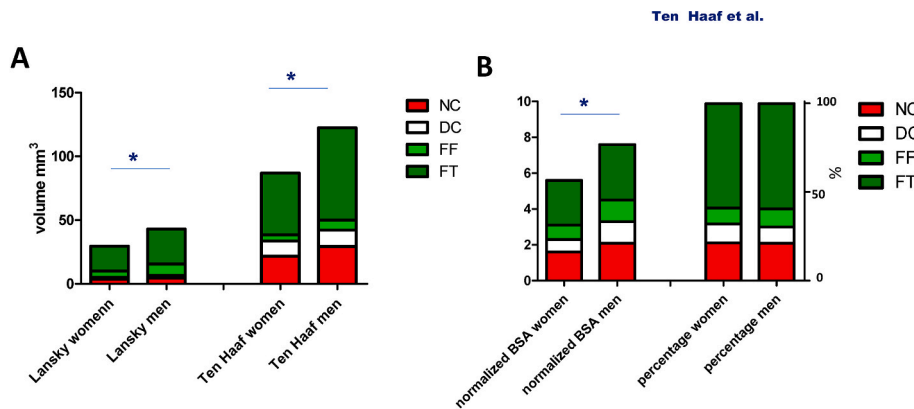 Ten Haaf et al.
A
150
100
50
0
volume mm³
*
*
NC
DC
FF
FT
Lansky womenn
Lansky men
Ten Haaf women
Ten Haaf men
B
10
8
6
4
2
0
*
100
50
0
%
NC
DC
FF
FT
normalized BSA women
normalized BSA men
percentage women
percentage men